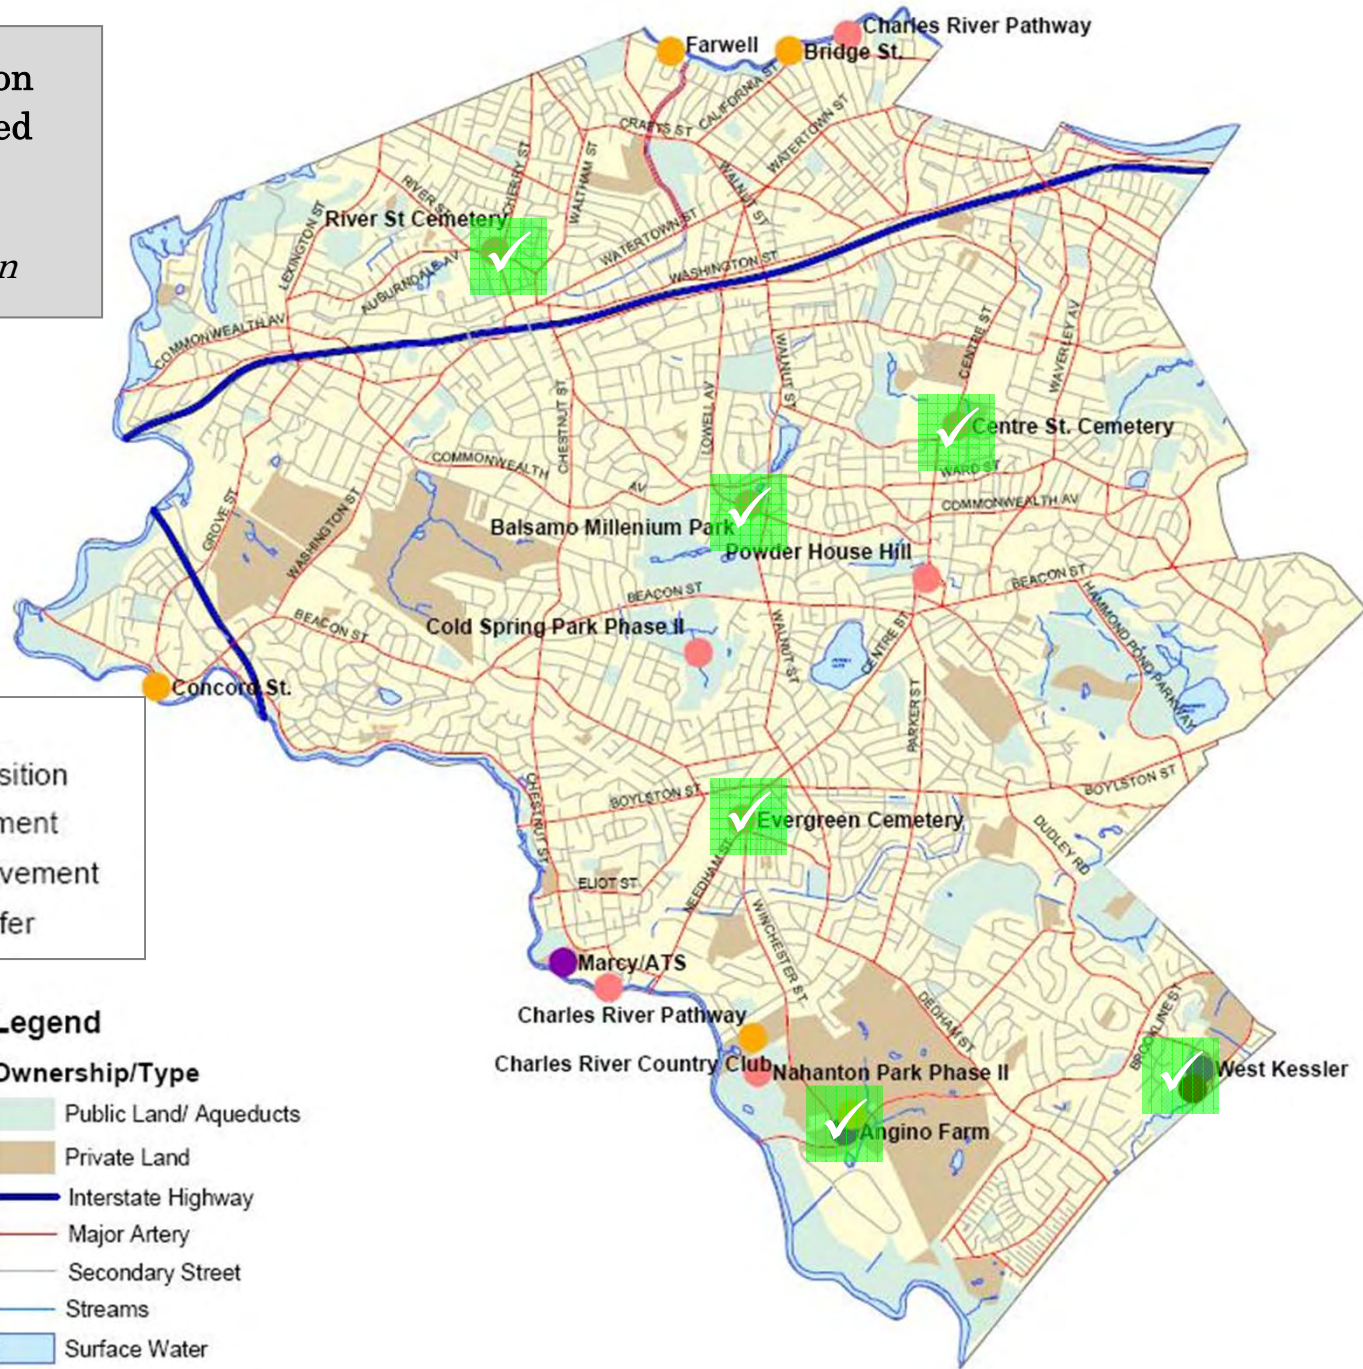 on
ed
n
Charles River Pathway
Farwell
Bridge St.
CALIFORNIA ST
CRAFTS ST
WATERTOWN ST
CHERRY ST
WALTHAM ST
WALNUT ST
RIVER ST
River St Cemetery
LEXINGTON ST
WATERTOWN ST
AUBURNDALE AV
WASHINGTON ST
COMMONWEALTH AV
CENTRE ST
WAVERLEY AV
WALNUT ST
LOWELL AV
CHESTNUT ST
Centre St. Cemetery
COMMONWEALTH
AV
WARD ST
COMMONWEALTH AV
GROVE ST
WASHINGTON ST
Balsamo Millenium Park
Powder House Hill
BEACON ST
BEACON ST
HAMMOND POND PARKWAY
BEACON ST
Cold Spring Park Phase II
WALNUT ST
CENTRE ST
Concord St.
PARKER ST
sition
ment
vement
fer
CHESTNUT ST
BOYLSTON ST
BOYLSTON ST
Evergreen Cemetery
DUDLEY RD
NEEDHAM ST
ELIOT ST
WINCHESTER ST
Marcy/ATS
Charles River Pathway
DEDHAM ST
BROOKLINE ST
Charles River Country Club
Nahanton Park Phase II
West Kessler
Angino Farm
Legend
Ownership/Type
Public Land/ Aqueducts
Private Land
Interstate Highway
Major Artery
Secondary Street
Streams
Surface Water